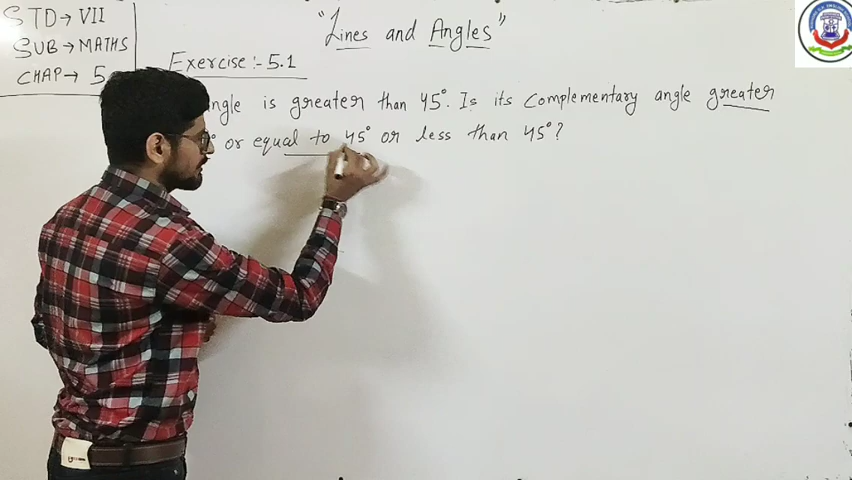 STD → VII
SUB → MATHS
CHAP → 5
"Lines and Angles"
Exercise :- 5.1
angle is greater than 45°. Is its complementary angle greater
° or equal to 45° or less than 45°?